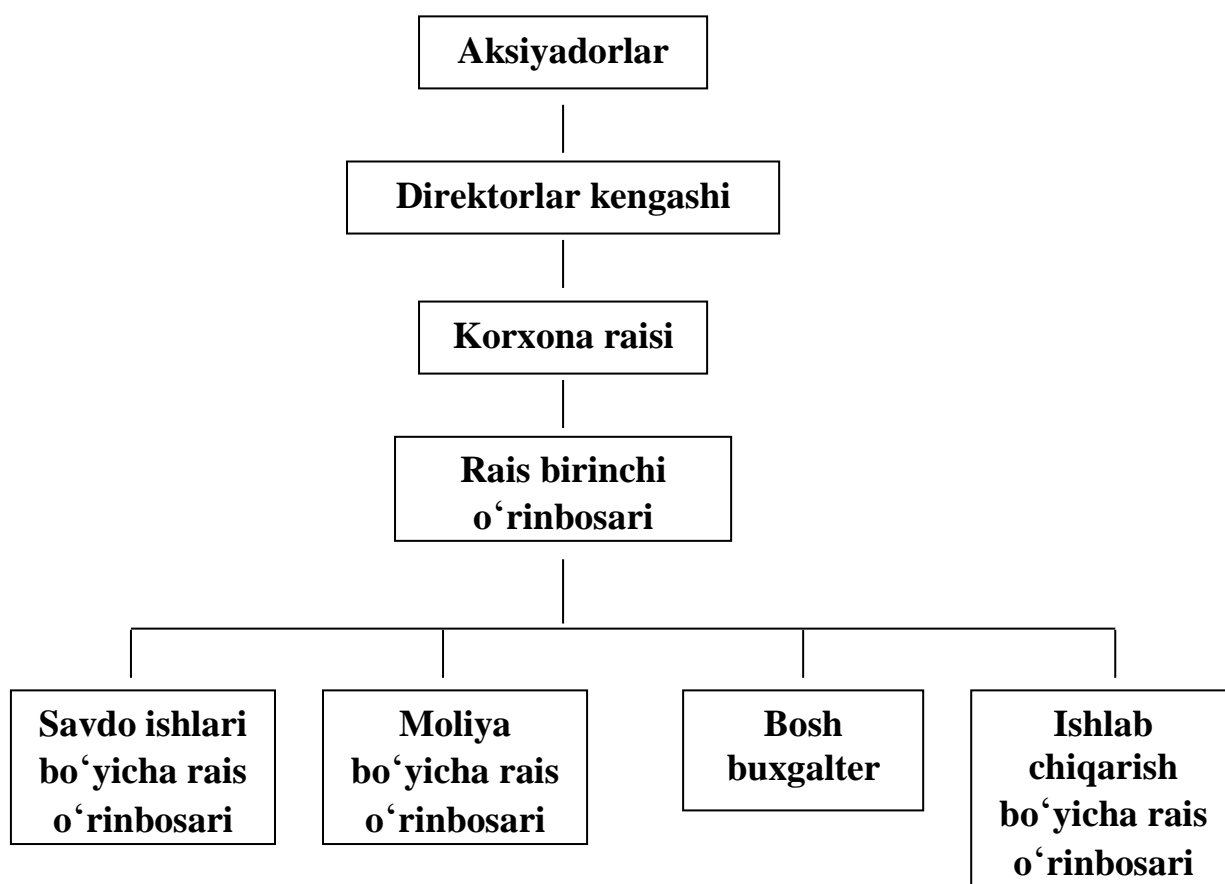 Aksiyadorlar
Direktorlar kengashi
Korxona raisi
Rais birinchi
o‘rinbosari
Savdo ishlari
bo‘yicha rais
o‘rinbosari
Moliya
bo‘yicha rais
o‘rinbosari
Bosh
buxgalter
Ishlab
chiqarish
bo‘yicha rais
o‘rinbosari